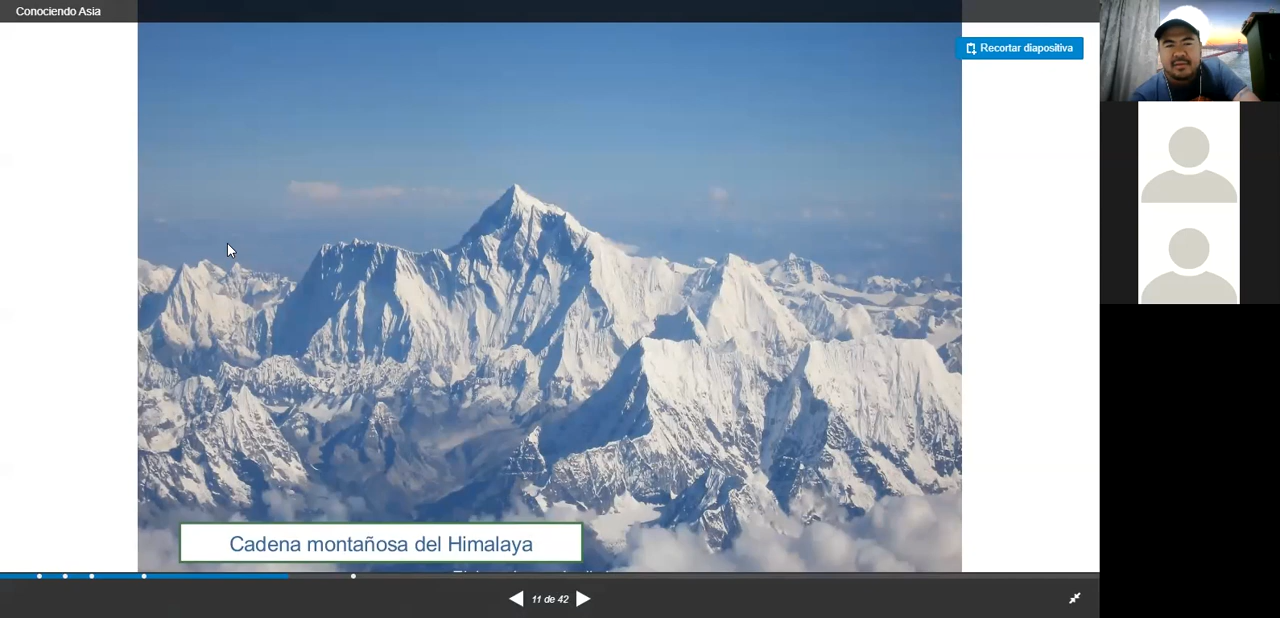 Conociendo Asia
Recortar diapositiva
Cadena montañosa del Himalaya
11 de 42